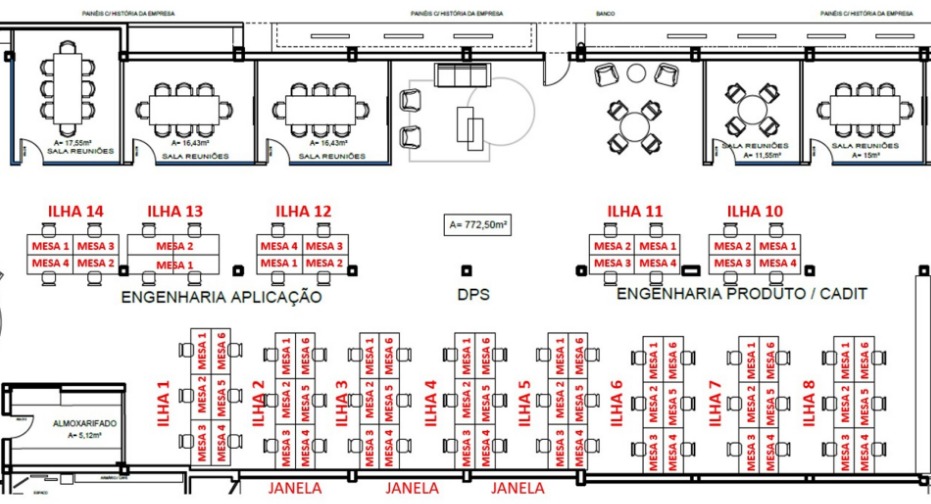 PAINÉIS C/ HISTÓRIA DA EMPRESA
PAINÉIS C/ HISTÓRIA DA EMPRESA
BANCO
PAINÉIS C/ HISTÓRIA DA EMPRESA
A= 17,55m²
SALA REUNIÕES
A= 16,43m²
SALA REUNIÕES
A= 16,43m²
SALA REUNIÕES
SALA REUNIÕES
A= 11,55m²
SALA REUNIÕES
A= 15m²
ILHA 14
ILHA 13
ILHA 12
ILHA 11
ILHA 10
A= 772,50m²
MESA 1 MESA 3
MESA 4 MESA 2
MESA 2
MESA 1
MESA 4 MESA 3
MESA 1 MESA 2
MESA 2 MESA 1
MESA 3 MESA 4
MESA 2 MESA 1
MESA 3 MESA 4
ENGENHARIA APLICAÇÃO
DPS
ENGENHARIA PRODUTO / CADIT
ILHA 1
MESA 1 MESA 6
MESA 2 MESA 5
MESA 3 MESA 4
ILHA 2
MESA 1 MESA 6
MESA 2 MESA 5
MESA 3 MESA 4
ILHA 3
MESA 1 MESA 6
MESA 2 MESA 5
MESA 3 MESA 4
ILHA 4
MESA 1 MESA 6
MESA 2 MESA 5
MESA 3 MESA 4
ILHA 5
MESA 1 MESA 6
MESA 2 MESA 5
MESA 3 MESA 4
ILHA 6
MESA 1 MESA 6
MESA 2 MESA 5
MESA 3 MESA 4
ILHA 7
MESA 1 MESA 6
MESA 2 MESA 5
MESA 3 MESA 4
ILHA 8
MESA 1 MESA 6
MESA 2 MESA 5
MESA 3 MESA 4
ALMOXARIFADO
A= 5,12m²
JANELA
JANELA
JANELA